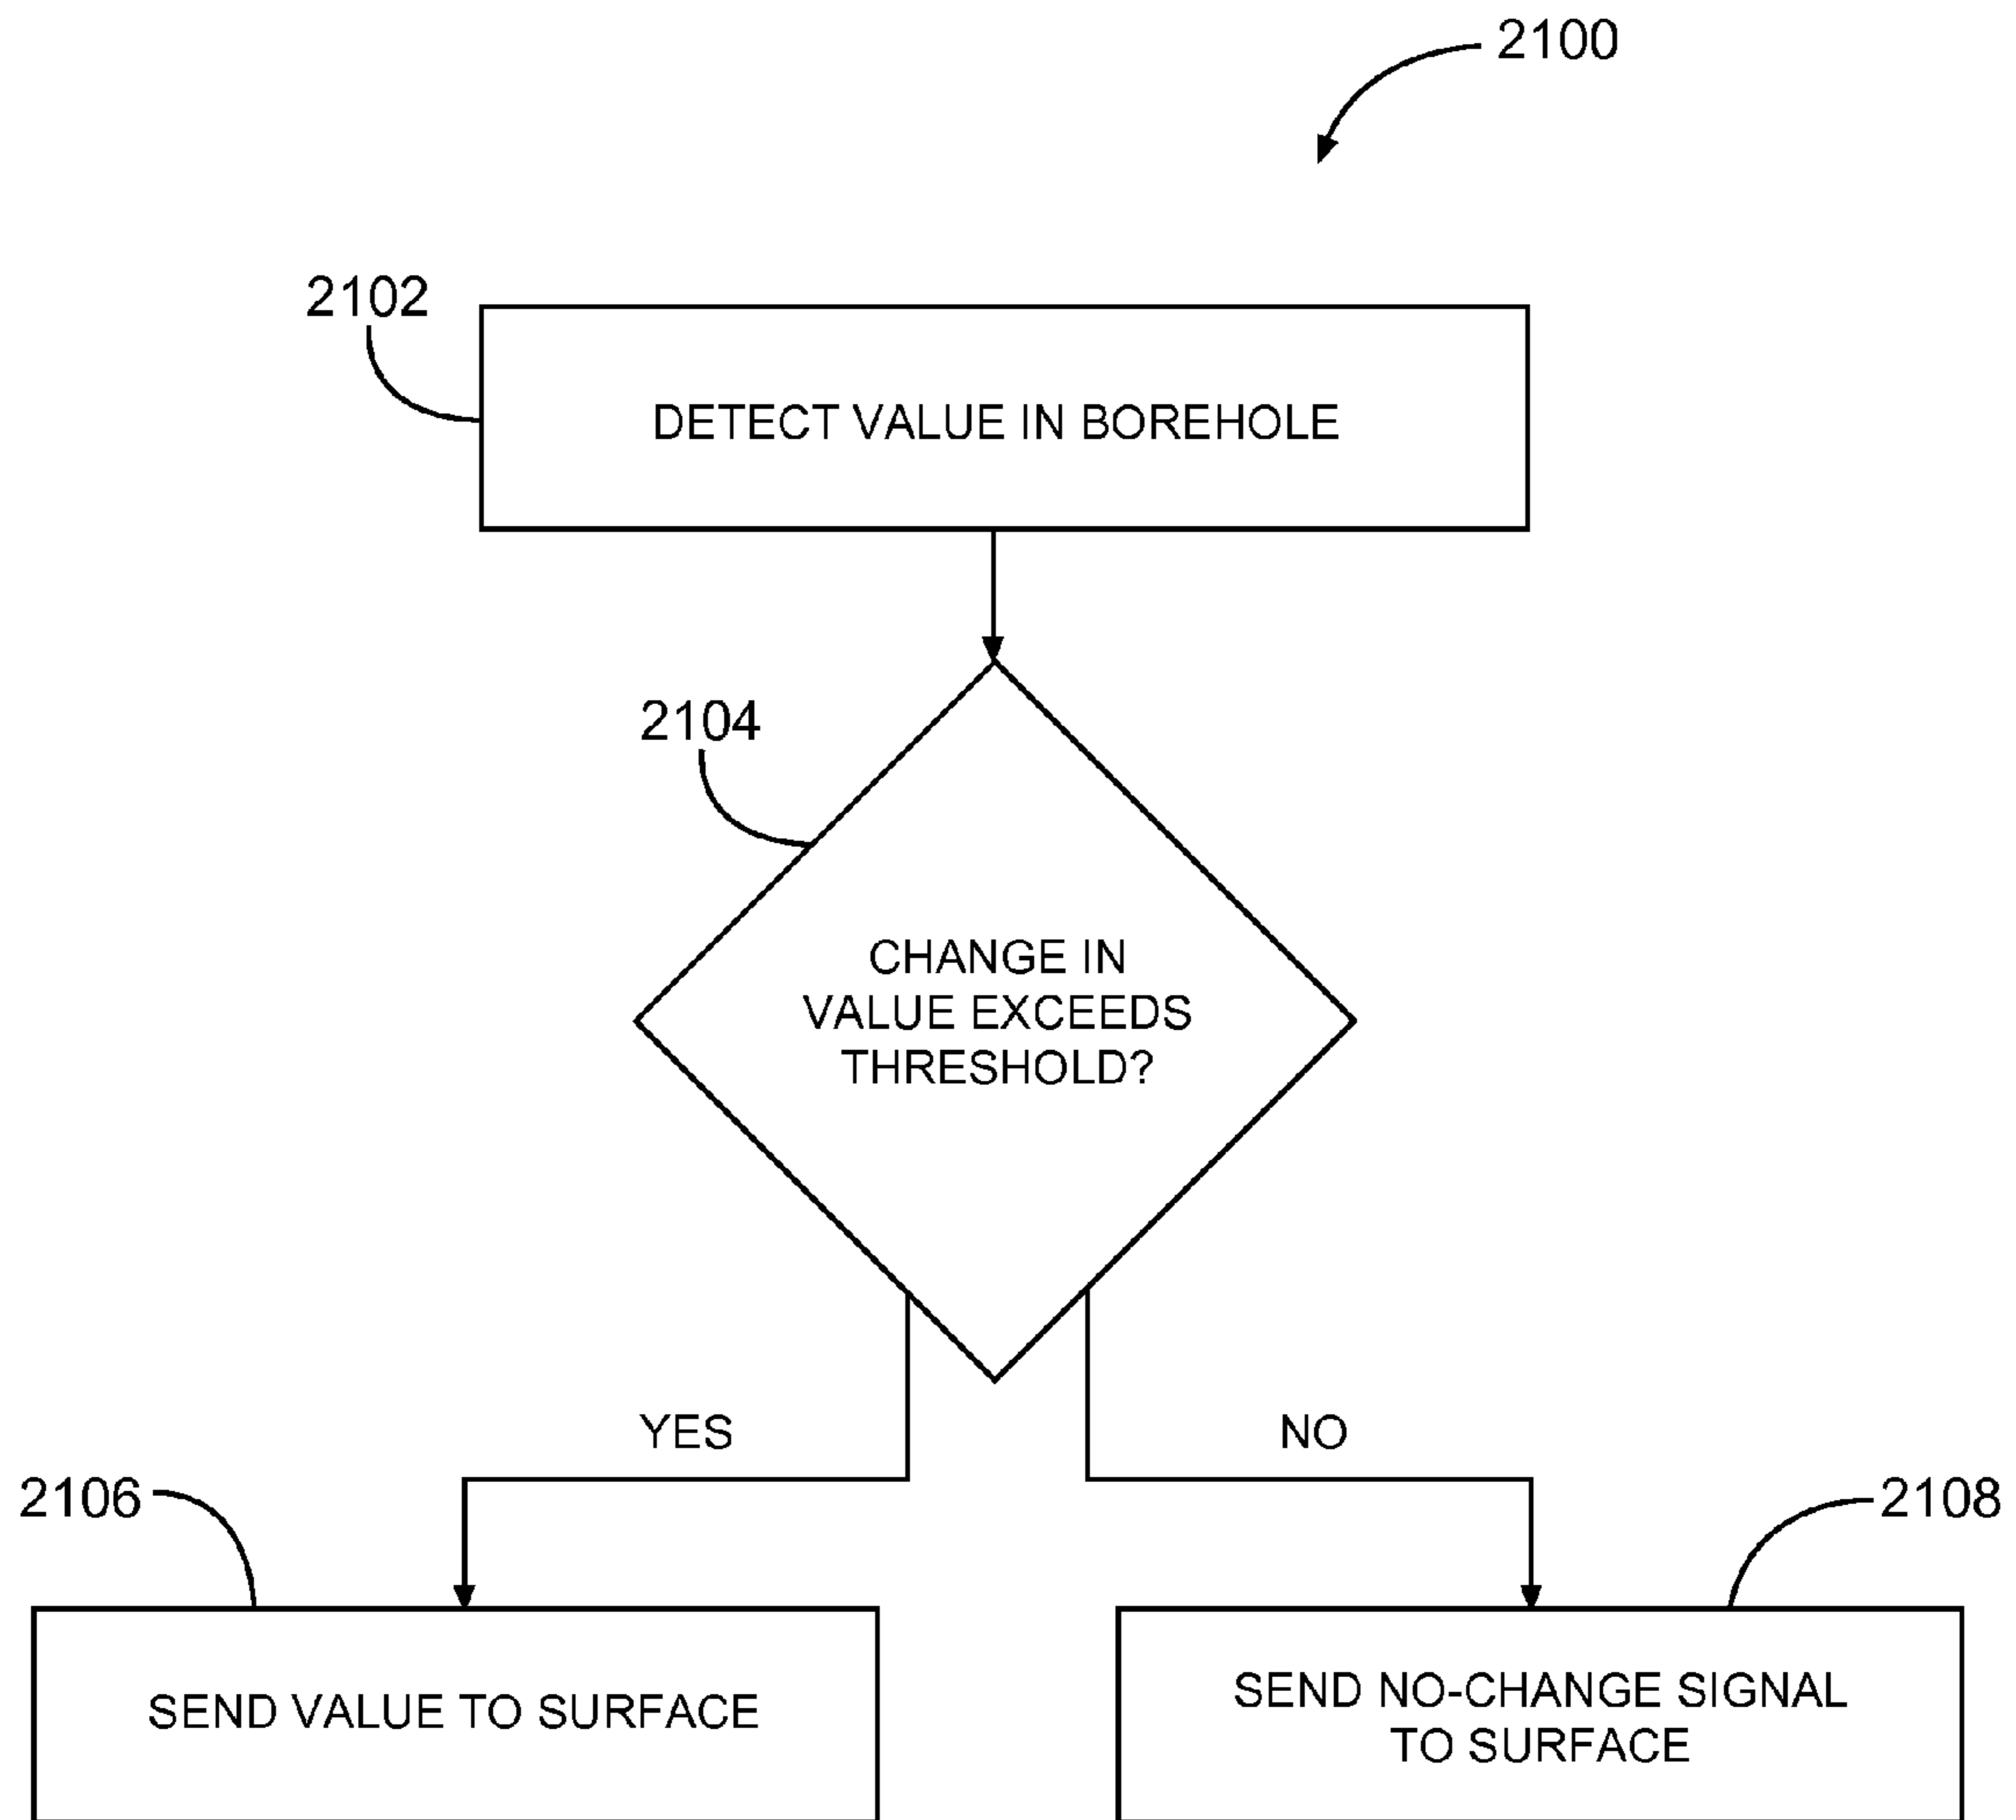 2100
2102
DETECT VALUE IN BOREHOLE
2104
CHANGE IN
VALUE EXCEEDS
THRESHOLD?
YES
NO
2106
2108
SEND VALUE TO SURFACE
SEND NO-CHANGE SIGNAL
TO SURFACE